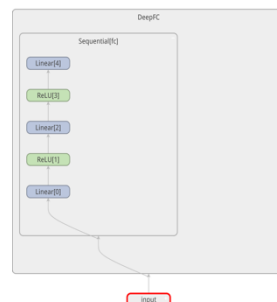 DeepFC
Sequential[fc]
Linear[4]
ReLU[3]
Linear[2]
ReLU[1]
Linear[0]
input